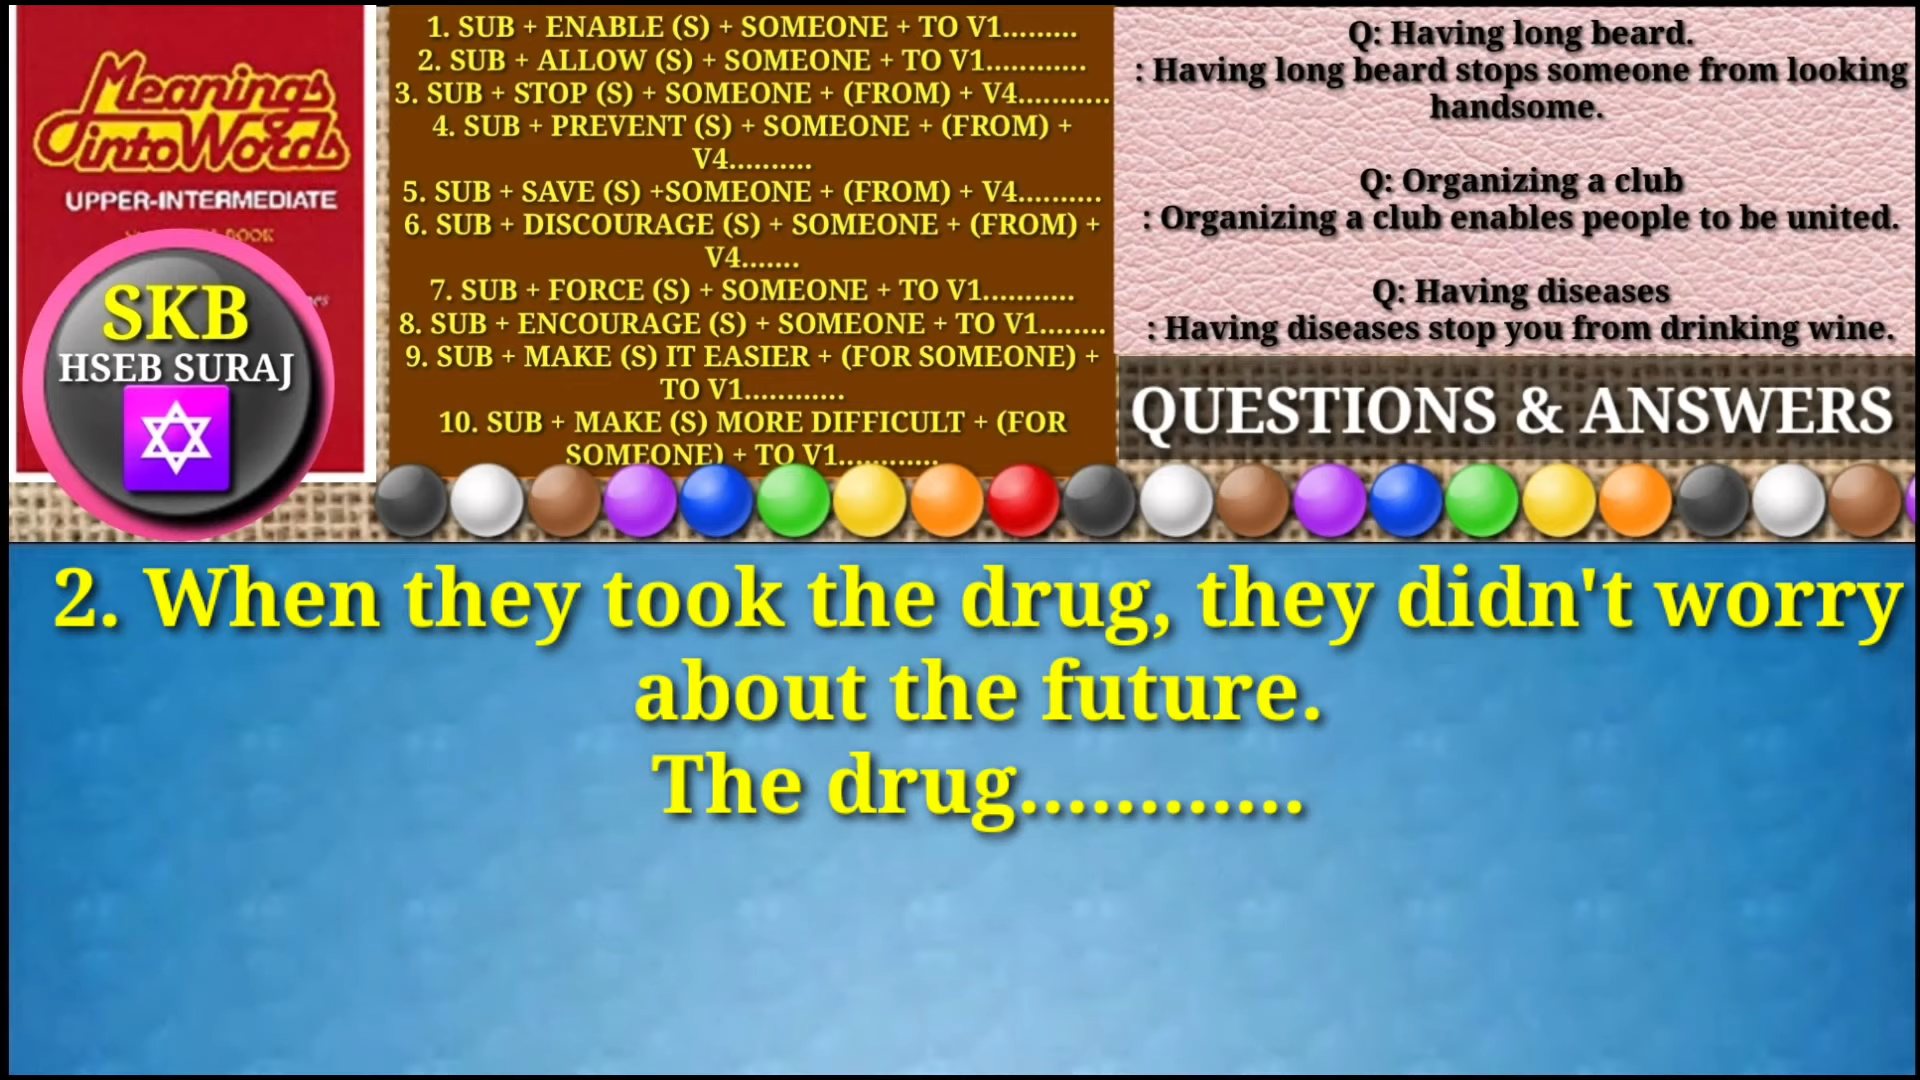 Meanings
into Words
UPPER-INTERMEDIATE
BOOK
SKB
HSEB SURAJ
1. SUB + ENABLE (S) + SOMEONE + TO V1.........
2. SUB + ALLOW (S) + SOMEONE + TO V1............
3. SUB + STOP (S) + SOMEONE + (FROM) + V4...........
4. SUB + PREVENT (S) + SOMEONE + (FROM) +
V4..........
5. SUB + SAVE (S) +SOMEONE + (FROM) + V4..........
6. SUB + DISCOURAGE (S) + SOMEONE + (FROM) +
V4.......
7. SUB + FORCE (S) + SOMEONE + TO V1...........
8. SUB + ENCOURAGE (S) + SOMEONE + TO V1........
9. SUB + MAKE (S) IT EASIER + (FOR SOMEONE) +
TO V1............
10. SUB + MAKE (S) MORE DIFFICULT + (FOR
SOMEONE) + TO V1............
Q: Having long beard.
: Having long beard stops someone from looking
handsome.
Q: Organizing a club
: Organizing a club enables people to be united.
Q: Having diseases
: Having diseases stop you from drinking wine.
QUESTIONS & ANSWERS
2. When they took the drug, they didn't worry
about the future.
The drug............